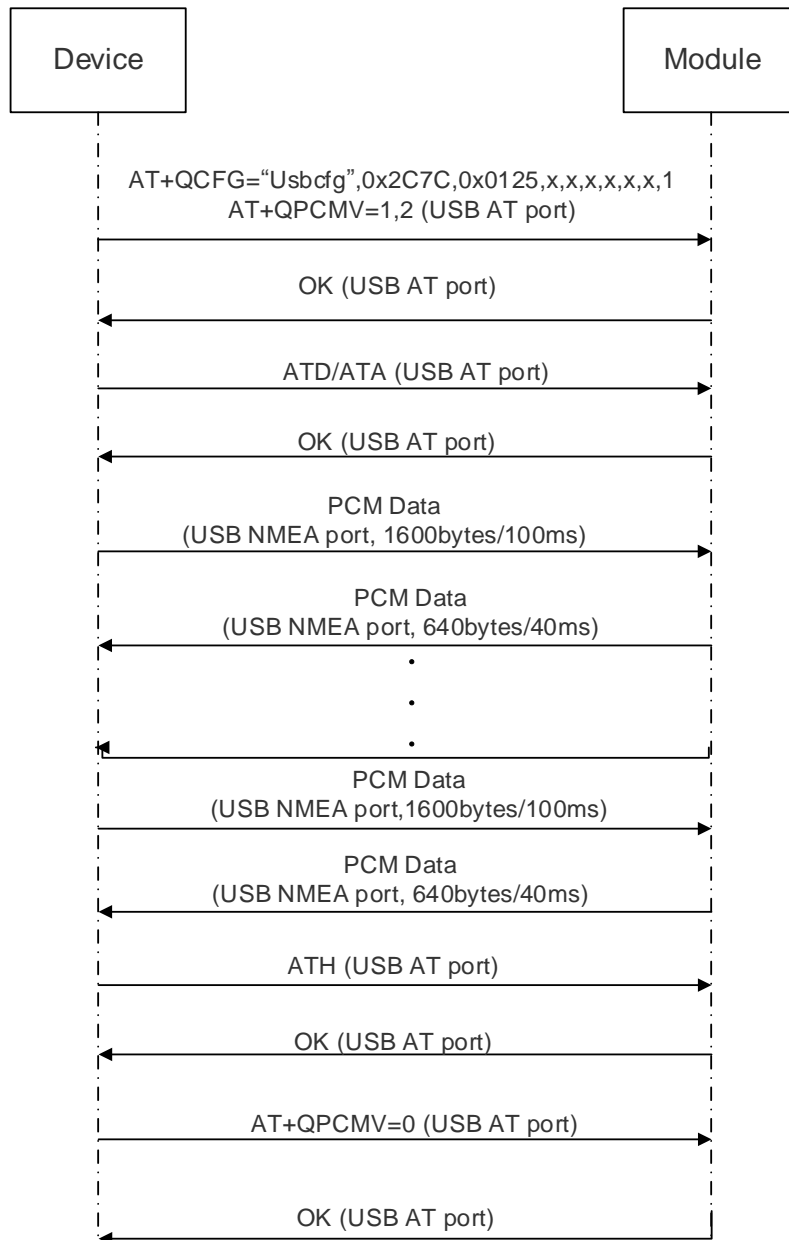 Device
Module
AT+QCFG=“Usbcfg”,0x2C7C,0x0125,x,x,x,x,x,x,1
AT+QPCMV=1,2 (USB AT port)
OK (USB AT port)
ATD/ATA (USB AT port)
OK (USB AT port)
PCM Data
(USB NMEA port, 1600bytes/100ms)
PCM Data
(USB NMEA port, 640bytes/40ms)
PCM Data
(USB NMEA port,1600bytes/100ms)
PCM Data
(USB NMEA port, 640bytes/40ms)
ATH (USB AT port)
OK (USB AT port)
AT+QPCMV=0 (USB AT port)
OK (USB AT port)